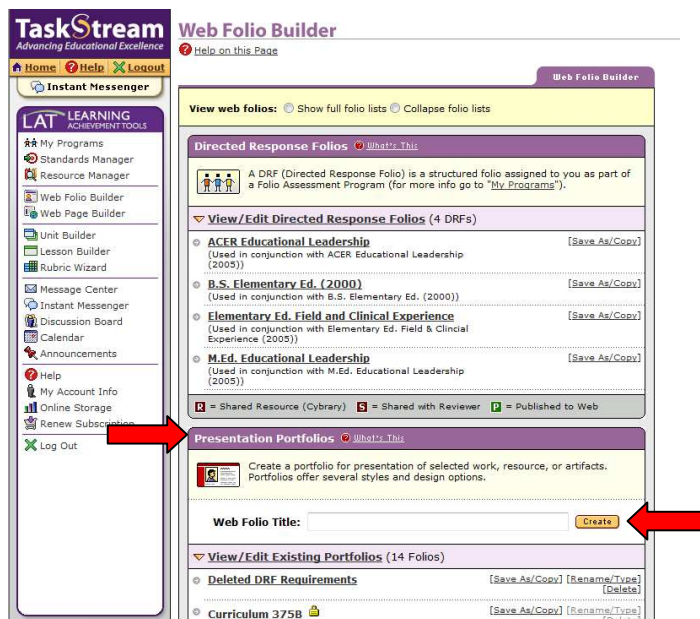 TaskStream
Advancing Educational Excellence
Home Help Logout
Instant Messenger
LAT LEARNING
ACHIEVEMENT TOOLS
My Programs
Standards Manager
Resource Manager
Web Folio Builder
Web Page Builder
Unit Builder
Lesson Builder
Rubric Wizard
Message Center
Instant Messenger
Discussion Board
Calendar
Announcements
Help
My Account Info
Online Storage
Renew Subscription
Log Out
Web Folio Builder
Help on this Page
Web Folio Builder
View web folios: Show full folio lists Collapse folio lists
Directed Response Folios What's This
A DRF (Directed Response Folio) is a structured folio assigned to you as part of
a Folio Assessment Program (for more info go to "My Programs").
View/Edit Directed Response Folios (4 DRFs)
ACER Educational Leadership [Save As/Copy]
(Used in conjunction with ACER Educational Leadership
(2005))
B.S. Elementary Ed. (2000) [Save As/Copy]
(Used in conjunction with B.S. Elementary Ed. (2000))
Elementary Ed. Field and Clinical Experience [Save As/Copy]
(Used in conjunction with Elementary Ed. Field & Clincial
Experience (2005))
M.Ed. Educational Leadership [Save As/Copy]
(Used in conjunction with M.Ed. Educational Leadership
(2005))
R = Shared Resource (Cybrary) S = Shared with Reviewer P = Published to Web
Presentation Portfolios What's This
Create a portfolio for presentation of selected work, resource, or artifacts.
Portfolios offer several styles and design options.
Web Folio Title: Create
View/Edit Existing Portfolios (14 Folios)
Deleted DRF Requirements [Save As/Copy] [Rename/Type]
[Delete]
Curriculum 375B [Save As/Copy] [Rename/Type]